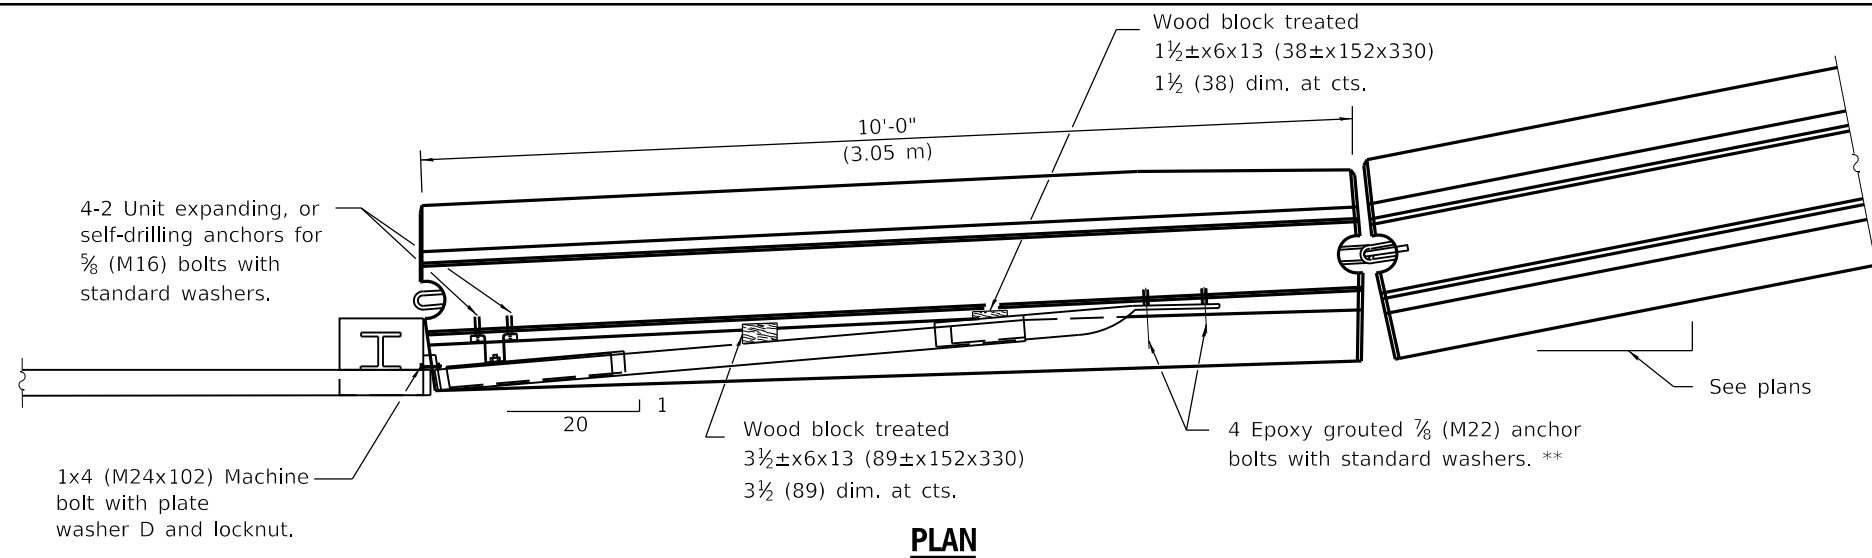 Wood block treated
1½±x6x13 (38±x152x330)
1½ (38) dim. at cts.
10'-0"
(3.05 m)
4-2 Unit expanding, or
self-drilling anchors for
⅝ (M16) bolts with
standard washers.
See plans
1
20
Wood block treated
3½±x6x13 (89±x152x330)
3½ (89) dim. at cts.
4 Epoxy grouted ⅞ (M22) anchor
bolts with standard washers. **
1x4 (M24x102) Machine
bolt with plate
washer D and locknut.
PLAN